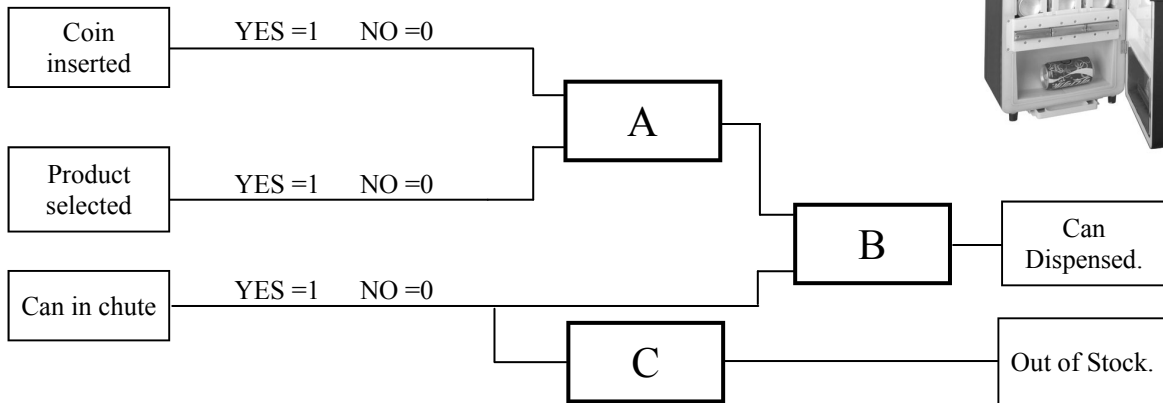 Coin
inserted
YES =1 NO =0
A
Product
selected
YES =1 NO =0
B
Can
Dispensed.
Can in chute
YES =1 NO =0
C
Out of Stock.